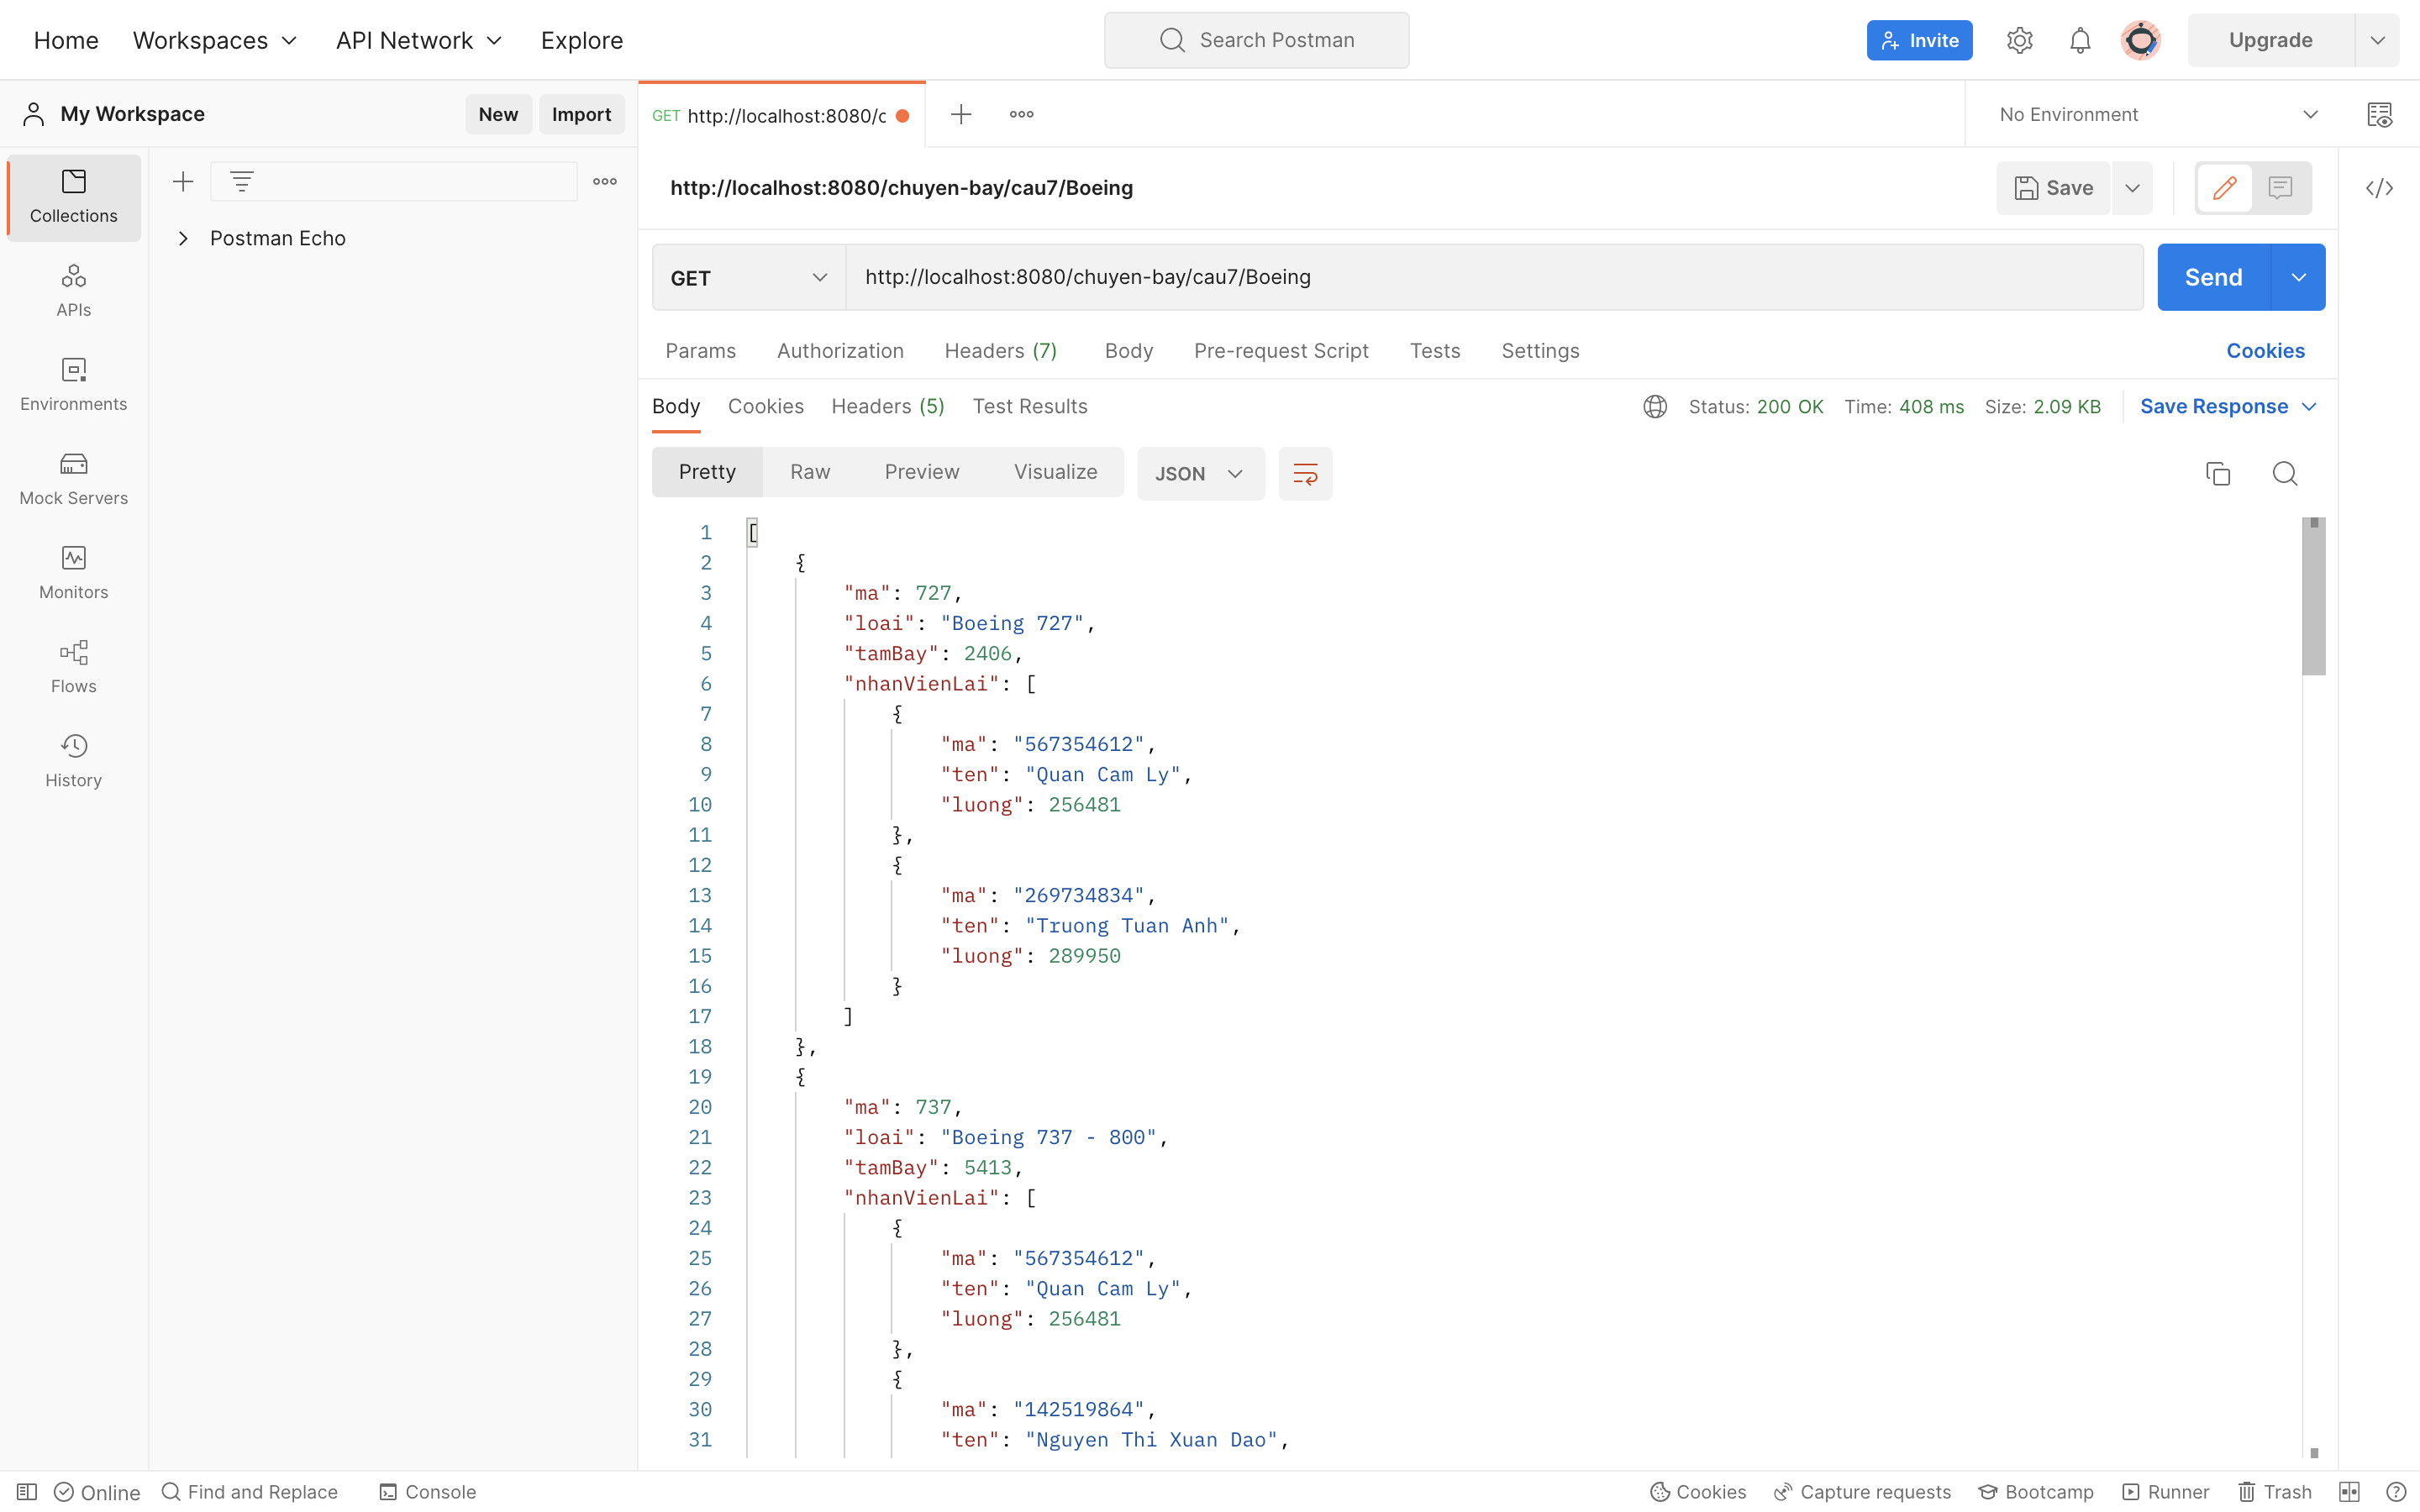 Home Workspaces API Network Explore Search Postman Invite Upgrade
My Workspace New Import GET http://localhost:8080/c No Environment
Collections
APIs
Environments
Mock Servers
Monitors
Flows
History
Postman Echo
http://localhost:8080/chuyen-bay/cau7/Boeing Save
GET http://localhost:8080/chuyen-bay/cau7/Boeing Send
Params Authorization Headers (7) Body Pre-request Script Tests Settings Cookies
Body Cookies Headers (5) Test Results Status: 200 OK Time: 408 ms Size: 2.09 KB Save Response
Pretty Raw Preview Visualize JSON
1 [
2 {
3 "ma": 727,
4 "loai": "Boeing 727",
5 "tamBay": 2406,
6 "nhanVienLai": [
7 {
8 "ma": "567354612",
9 "ten": "Quan Cam Ly",
10 "luong": 256481
11 },
12 {
13 "ma": "269734834",
14 "ten": "Truong Tuan Anh",
15 "luong": 289950
16 }
17 ]
18 },
19 {
20 "ma": 737,
21 "loai": "Boeing 737 - 800",
22 "tamBay": 5413,
23 "nhanVienLai": [
24 {
25 "ma": "567354612",
26 "ten": "Quan Cam Ly",
27 "luong": 256481
28 },
29 {
30 "ma": "142519864",
31 "ten": "Nguyen Thi Xuan Dao",
Online Find and Replace Console Cookies Capture requests Bootcamp Runner Trash